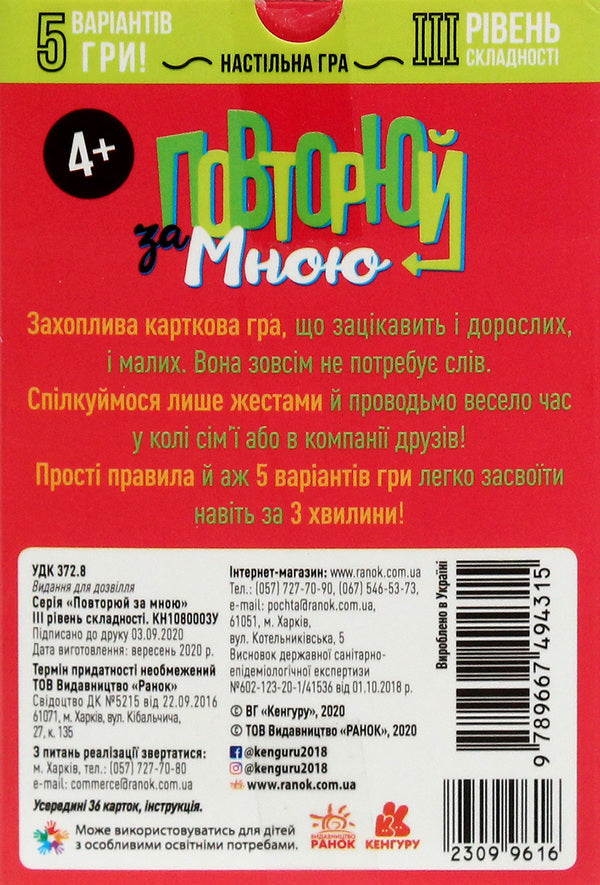 5 ВАРІАНТІВ ГРИ!
НАСТІЛЬНА ГРА
III РІВЕНЬ СКЛАДНОСТІ
4+
ПОВТОРЮЙ
за Мною
Захоплива карткова гра, що зацікавить і дорослих,
і малих. Вона зовсім не потребує слів.
Спілкуймося лише жестами й проводьмо весело час
у колі сім’ї або в компанії друзів!
Прості правила й аж 5 варіантів гри легко засвоїти
навіть за 3 хвилини!
УДК 372.8
Видання для дозвілля
Серія «Повторюй за мною»
III рівень складності. КН1080003У
Підписано до друку 03.09.2020
Дата виготовлення: вересень 2020 р.
Термін придатності необмежений
ТОВ Видавництво «Ранок»
Свідоцтво ДК №5215 від 22.09.2016
61071, м. Харків, вул. Кібальчича,
27, к. 135
З питань реалізації звертатися:
м. Харків, тел.: (057) 727-70-80
e-mail: commerce@ranok.com.ua
Усередині 36 карток, інструкція.
Може використовуватись для дітей
з особливими освітніми потребами.
Інтернет-магазин: www.ranok.com.ua
Тел.: (057) 727-70-90, (067) 546-53-73,
e-mail: pochta@ranok.com.ua,
61051, м. Харків,
вул. Котельниківська, 5
Висновок державної санітарно-
епідеміологічної експертизи
№602-123-20-1/41536 від 01.10.2018 р.
© ВГ «Кенгуру», 2020
© ТОВ Видавництво «РАНОК», 2020
@kenguru2018
@kenguru2018
www.ranok.com.ua
ВИДАВНИЦТВО
РАНОК
КЕНГУРУ
Вироблено в Україні
9 789667 494315
2309 9616